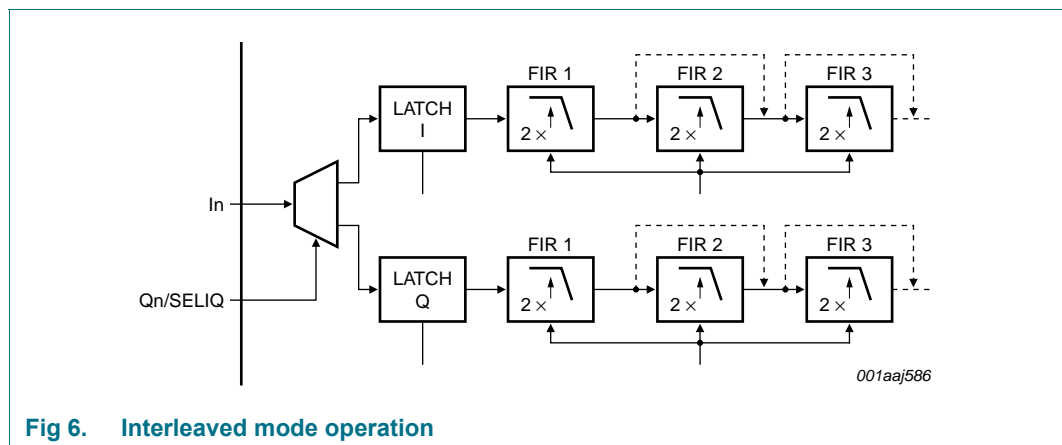 FIR 1 FIR 2 FIR 3
LATCH
I
2 × 2 × 2 ×
In
FIR 1 FIR 2 FIR 3
LATCH
Q
Qn/SELIQ
2 × 2 × 2 ×
001aaj586
Fig 6. Interleaved mode operation